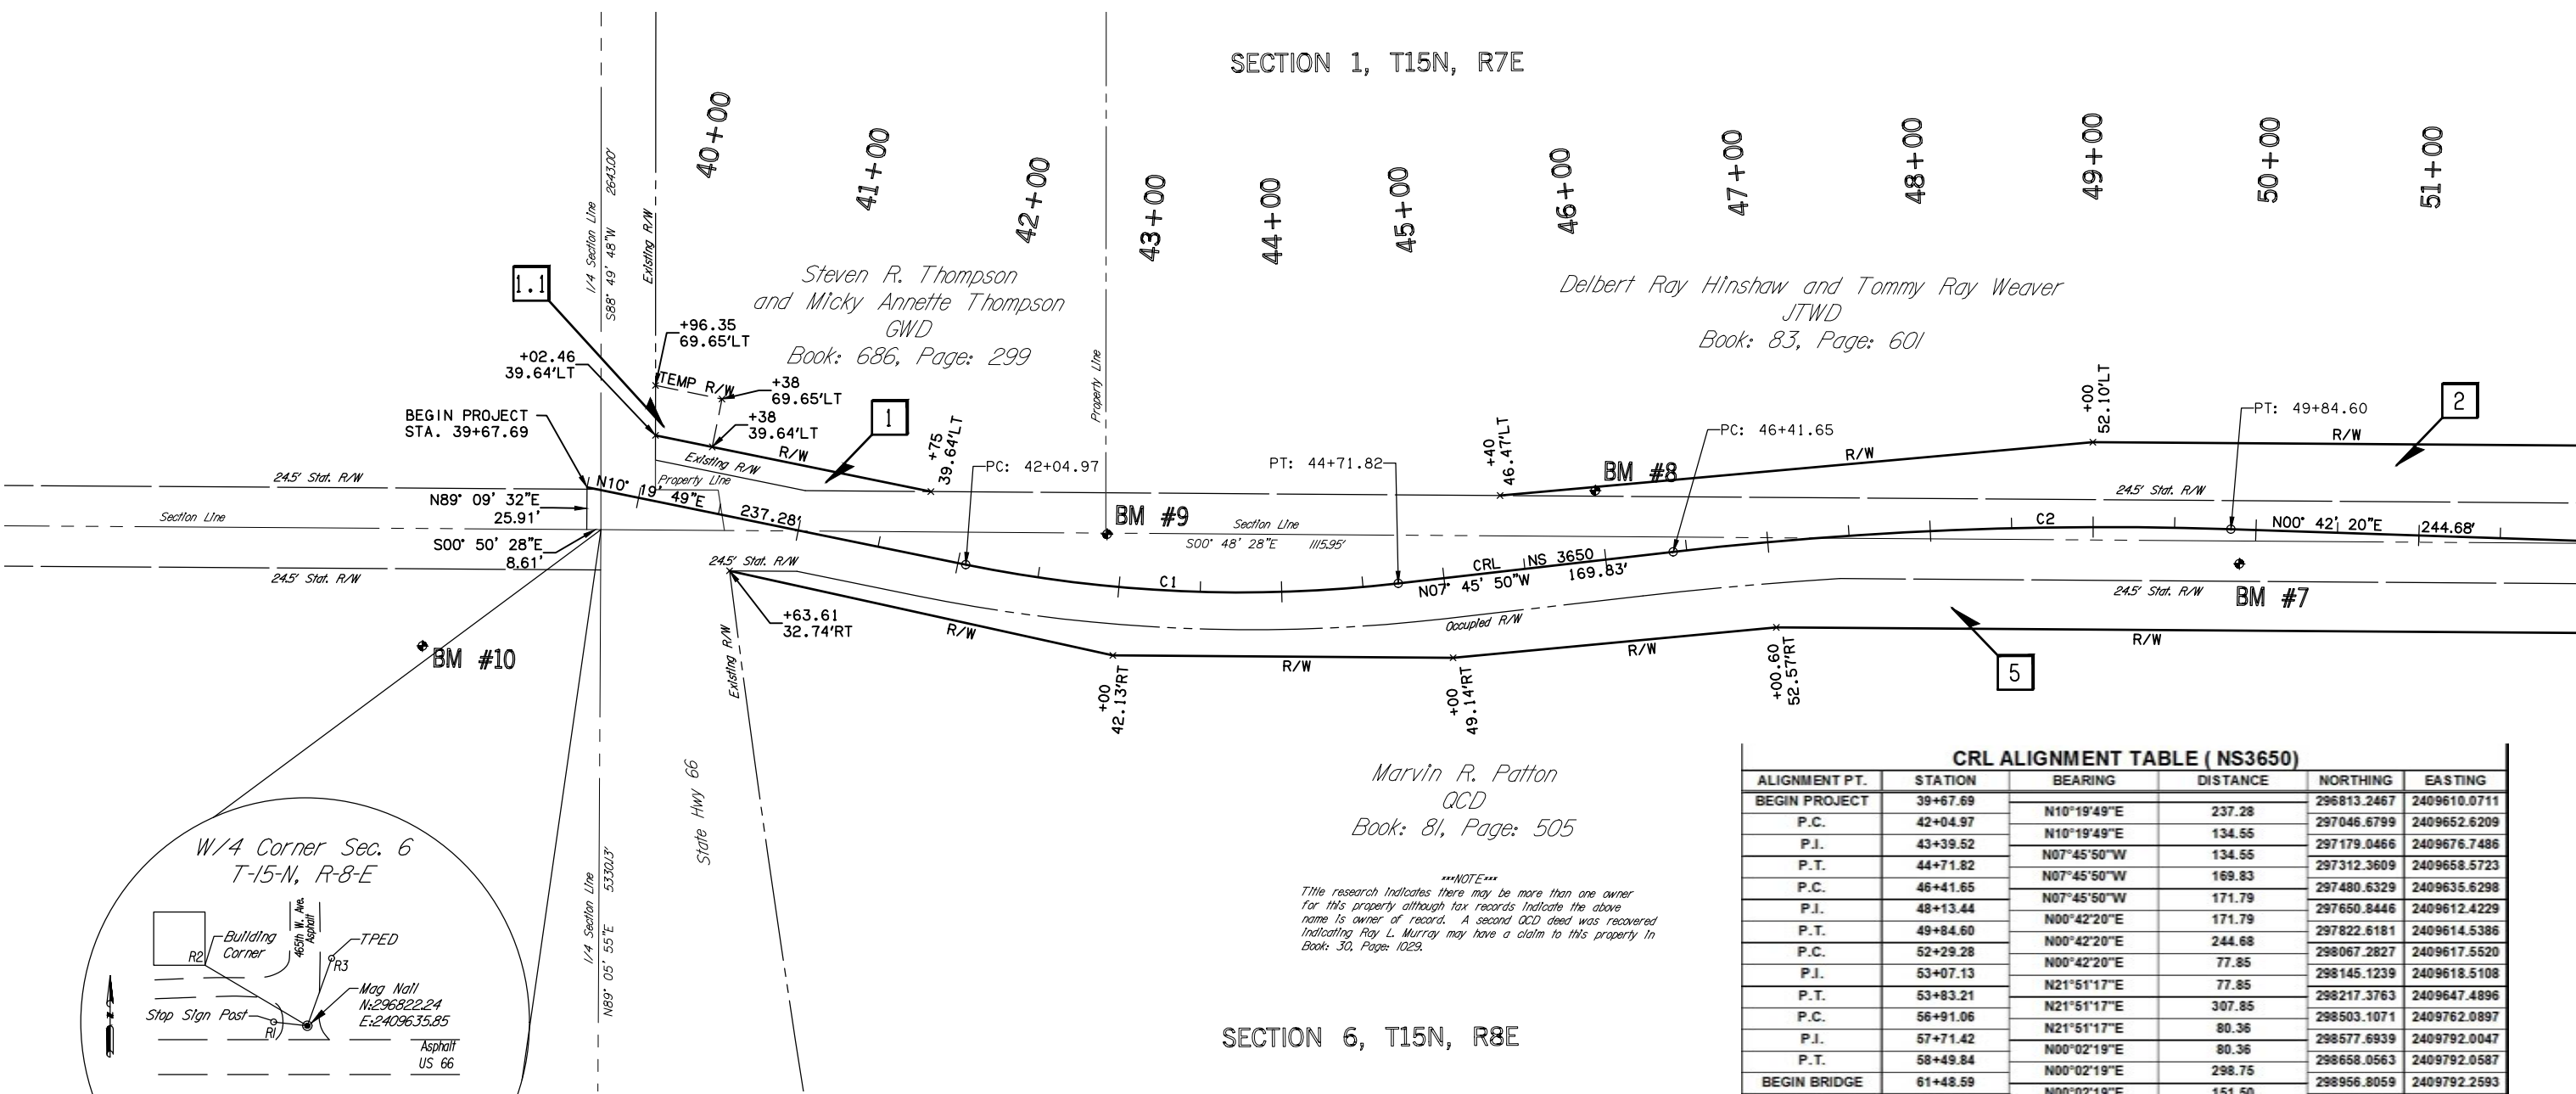 SECTION 1, T15N, R7E
40+00
41+00
42+00
43+00
44+00
45+00
46+00
47+00
48+00
49+00
50+00
51+00
1/4 Section Line
S88° 49' 48"W 2643.00'
Existing R/W
Property Line
1.1
Steven R. Thompson
and Micky Annette Thompson
GWD
Book: 686, Page: 299
Delbert Ray Hinshaw and Tommy Ray Weaver
JTWD
Book: 83, Page: 601
+96.35
69.65'LT
+02.46
39.64'LT
TEMP R/W
+38
69.65'LT
+38
39.64'LT
1
+75
39.64'LT
BEGIN PROJECT
STA. 39+67.69
R/W
Existing R/W
Property Line
PC: 42+04.97
PT: 44+71.82
+40
46.47'LT
BM #8
PC: 46+41.65
R/W
+00
52.10'LT
PT: 49+84.60
2
R/W
24.5' Stat. R/W
24.5' Stat. R/W
N89° 09' 32"E
25.91'
N10° 19' 49"E
237.28'
Section Line
S00° 50' 28"E
8.61'
24.5' Stat. R/W
24.5' Stat. R/W
BM #9
Section Line
S00° 48' 28"E 1115.95'
C1
CRL NS 3650
N07° 45' 50"W 169.83'
C2
N00° 42' 20"E 244.68'
24.5' Stat. R/W
BM #7
+63.61
32.74'RT
R/W
Occupied R/W
R/W
R/W
R/W
5
Existing R/W
+00
42.13'RT
+00
49.14'RT
+00.60
52.57'RT
BM #10
State Hwy 66
1/4 Section Line
N89° 05' 55"E 5330.13'
Marvin R. Patton
QCD
Book: 81, Page: 505
***NOTE***
Title research indicates there may be more than one owner
for this property although tax records indicate the above
name is owner of record. A second QCD deed was recovered
indicating Ray L. Murray may have a claim to this property in
Book: 30, Page: 1029.
SECTION 6, T15N, R8E
W/4 Corner Sec. 6
T-15-N, R-8-E
465th W. Ave.
Asphalt
Building
Corner
R2
TPED
R3
Mag Nail
N:296822.24
E:2409635.85
Stop Sign Post
R1
N
Asphalt
US 66
CRL ALIGNMENT TABLE ( NS3650)
ALIGNMENT PT. STATION BEARING DISTANCE NORTHING EASTING
BEGIN PROJECT 39+67.69 296813.2467 2409610.0711
N10°19'49"E 237.28
P.C. 42+04.97 297046.6799 2409652.6209
N10°19'49"E 134.55
P.I. 43+39.52 297179.0466 2409676.7486
N07°45'50"W 134.55
P.T. 44+71.82 297312.3609 2409658.5723
N07°45'50"W 169.83
P.C. 46+41.65 297480.6329 2409635.6298
N07°45'50"W 171.79
P.I. 48+13.44 297650.8446 2409612.4229
N00°42'20"E 171.79
P.T. 49+84.60 297822.6181 2409614.5386
N00°42'20"E 244.68
P.C. 52+29.28 298067.2827 2409617.5520
N00°42'20"E 77.85
P.I. 53+07.13 298145.1239 2409618.5108
N21°51'17"E 77.85
P.T. 53+83.21 298217.3763 2409647.4896
N21°51'17"E 307.85
P.C. 56+91.06 298503.1071 2409762.0897
N21°51'17"E 80.36
P.I. 57+71.42 298577.6939 2409792.0047
N00°02'19"E 80.36
P.T. 58+49.84 298658.0563 2409792.0587
N00°02'19"E 298.75
BEGIN BRIDGE 61+48.59 298956.8059 2409792.2593
N00°02'19"E 151.50